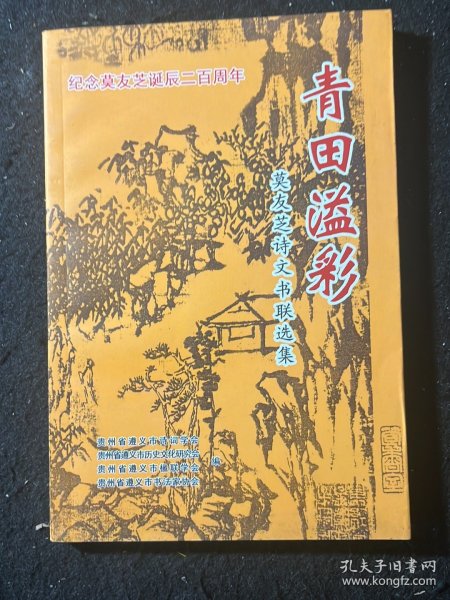 纪念莫友芝诞辰二百周年
青田溢彩
莫友芝诗文书联选集
贵州省遵义市诗词学会
贵州省遵义市历史文化研究会
贵州省遵义市楹联学会
贵州省遵义市书法家协会
编
孔夫子旧书网
www.kongfz.com